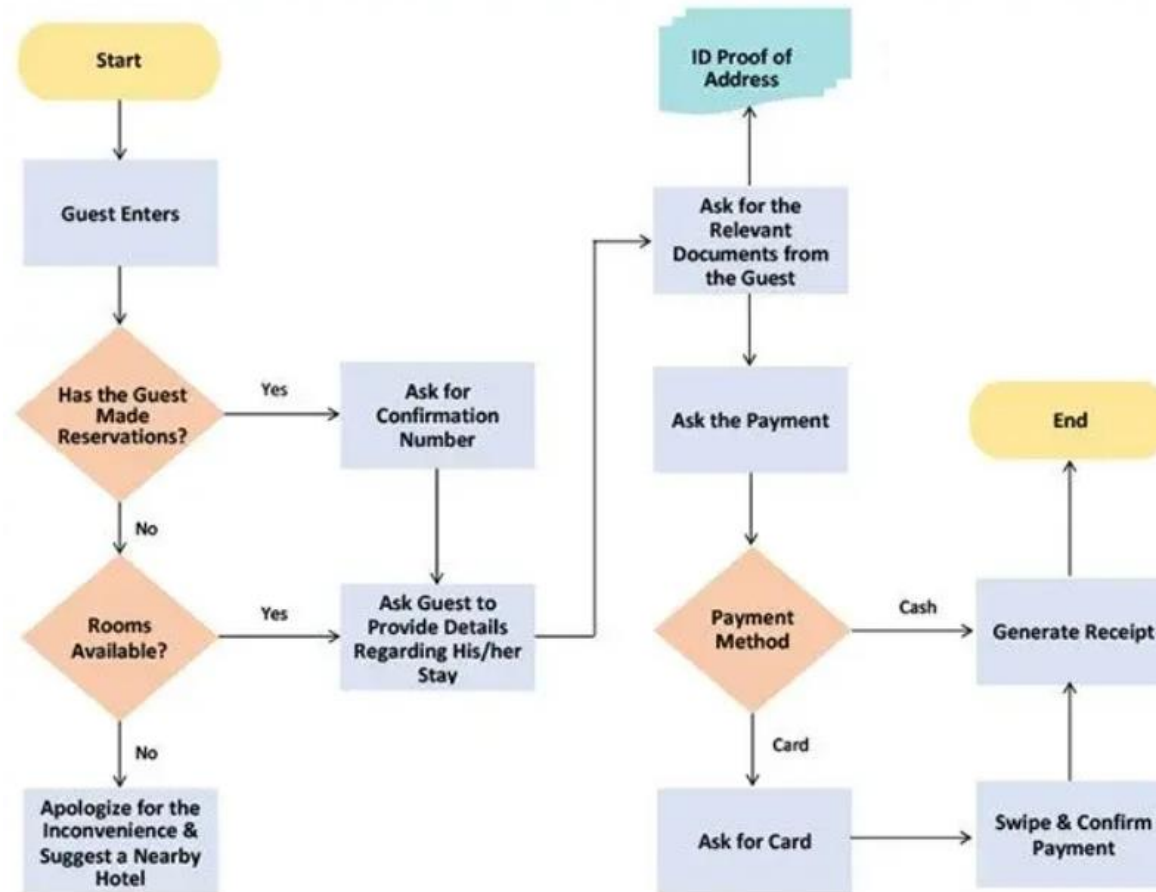 Start
Guest Enters
Has the Guest
Made
Reservations?
Yes
Ask for
Confirmation
Number
No
Rooms
Available?
Yes
Ask Guest to
Provide Details
Regarding His/her
Stay
No
Apologize for the
Inconvenience &
Suggest a Nearby
Hotel
ID Proof of
Address
Ask for the
Relevant
Documents from
the Guest
Ask the Payment
Payment
Method
Cash
Generate Receipt
End
Card
Ask for Card
Swipe & Confirm
Payment